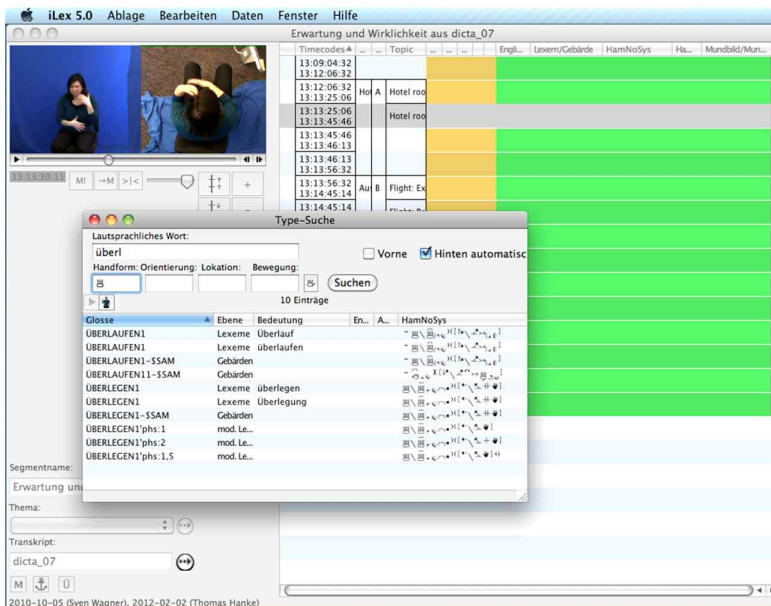 iLex 5.0 Ablage Bearbeiten Daten Fenster Hilfe
Erwartung und Wirklichkeit aus dicta_07
Timecodes ... ... Topic ... ... ... Engli... Lexem/Gebärde HamNoSys Ha... Mundbild/Mun...
13:09:04:32
13:12:06:32
13:12:06:32
13:13:25:06
Hot A Hotel roo
13:13:25:06
13:13:45:46
Hotel roo
13:13:45:46
13:13:46:13
13:13:46:13
13:13:56:32
13:13:56:32
13:14:45:14
Au: B Flight: Ex
13:14:45:14
13:13:30:11
M! →M >|<
Type-Suche
Lautsprachliches Wort:
überl
Vorne Hinten automatisc
Handform: Orientierung: Lokation: Bewegung:
Suchen
10 Einträge
Glosse Ebene Bedeutung En... A... HamNoSys
ÜBERLAUFEN1 Lexeme Überlauf
ÜBERLAUFEN1 Lexeme überlaufen
ÜBERLAUFEN1-$SAM Gebärden
ÜBERLAUFEN11-$SAM Gebärden
ÜBERLEGEN1 Lexeme überlegen
ÜBERLEGEN1 Lexeme Überlegung
ÜBERLEGEN1-$SAM Gebärden
ÜBERLEGEN1'phs:1 mod. Le...
ÜBERLEGEN1'phs:2 mod. Le...
ÜBERLEGEN1'phs:1,5 mod. Le...
Segmentname:
Erwartung und
Thema:
Transkript:
dicta_07
M Ü
2010-10-05 (Sven Wagner), 2012-02-02 (Thomas Hanke)